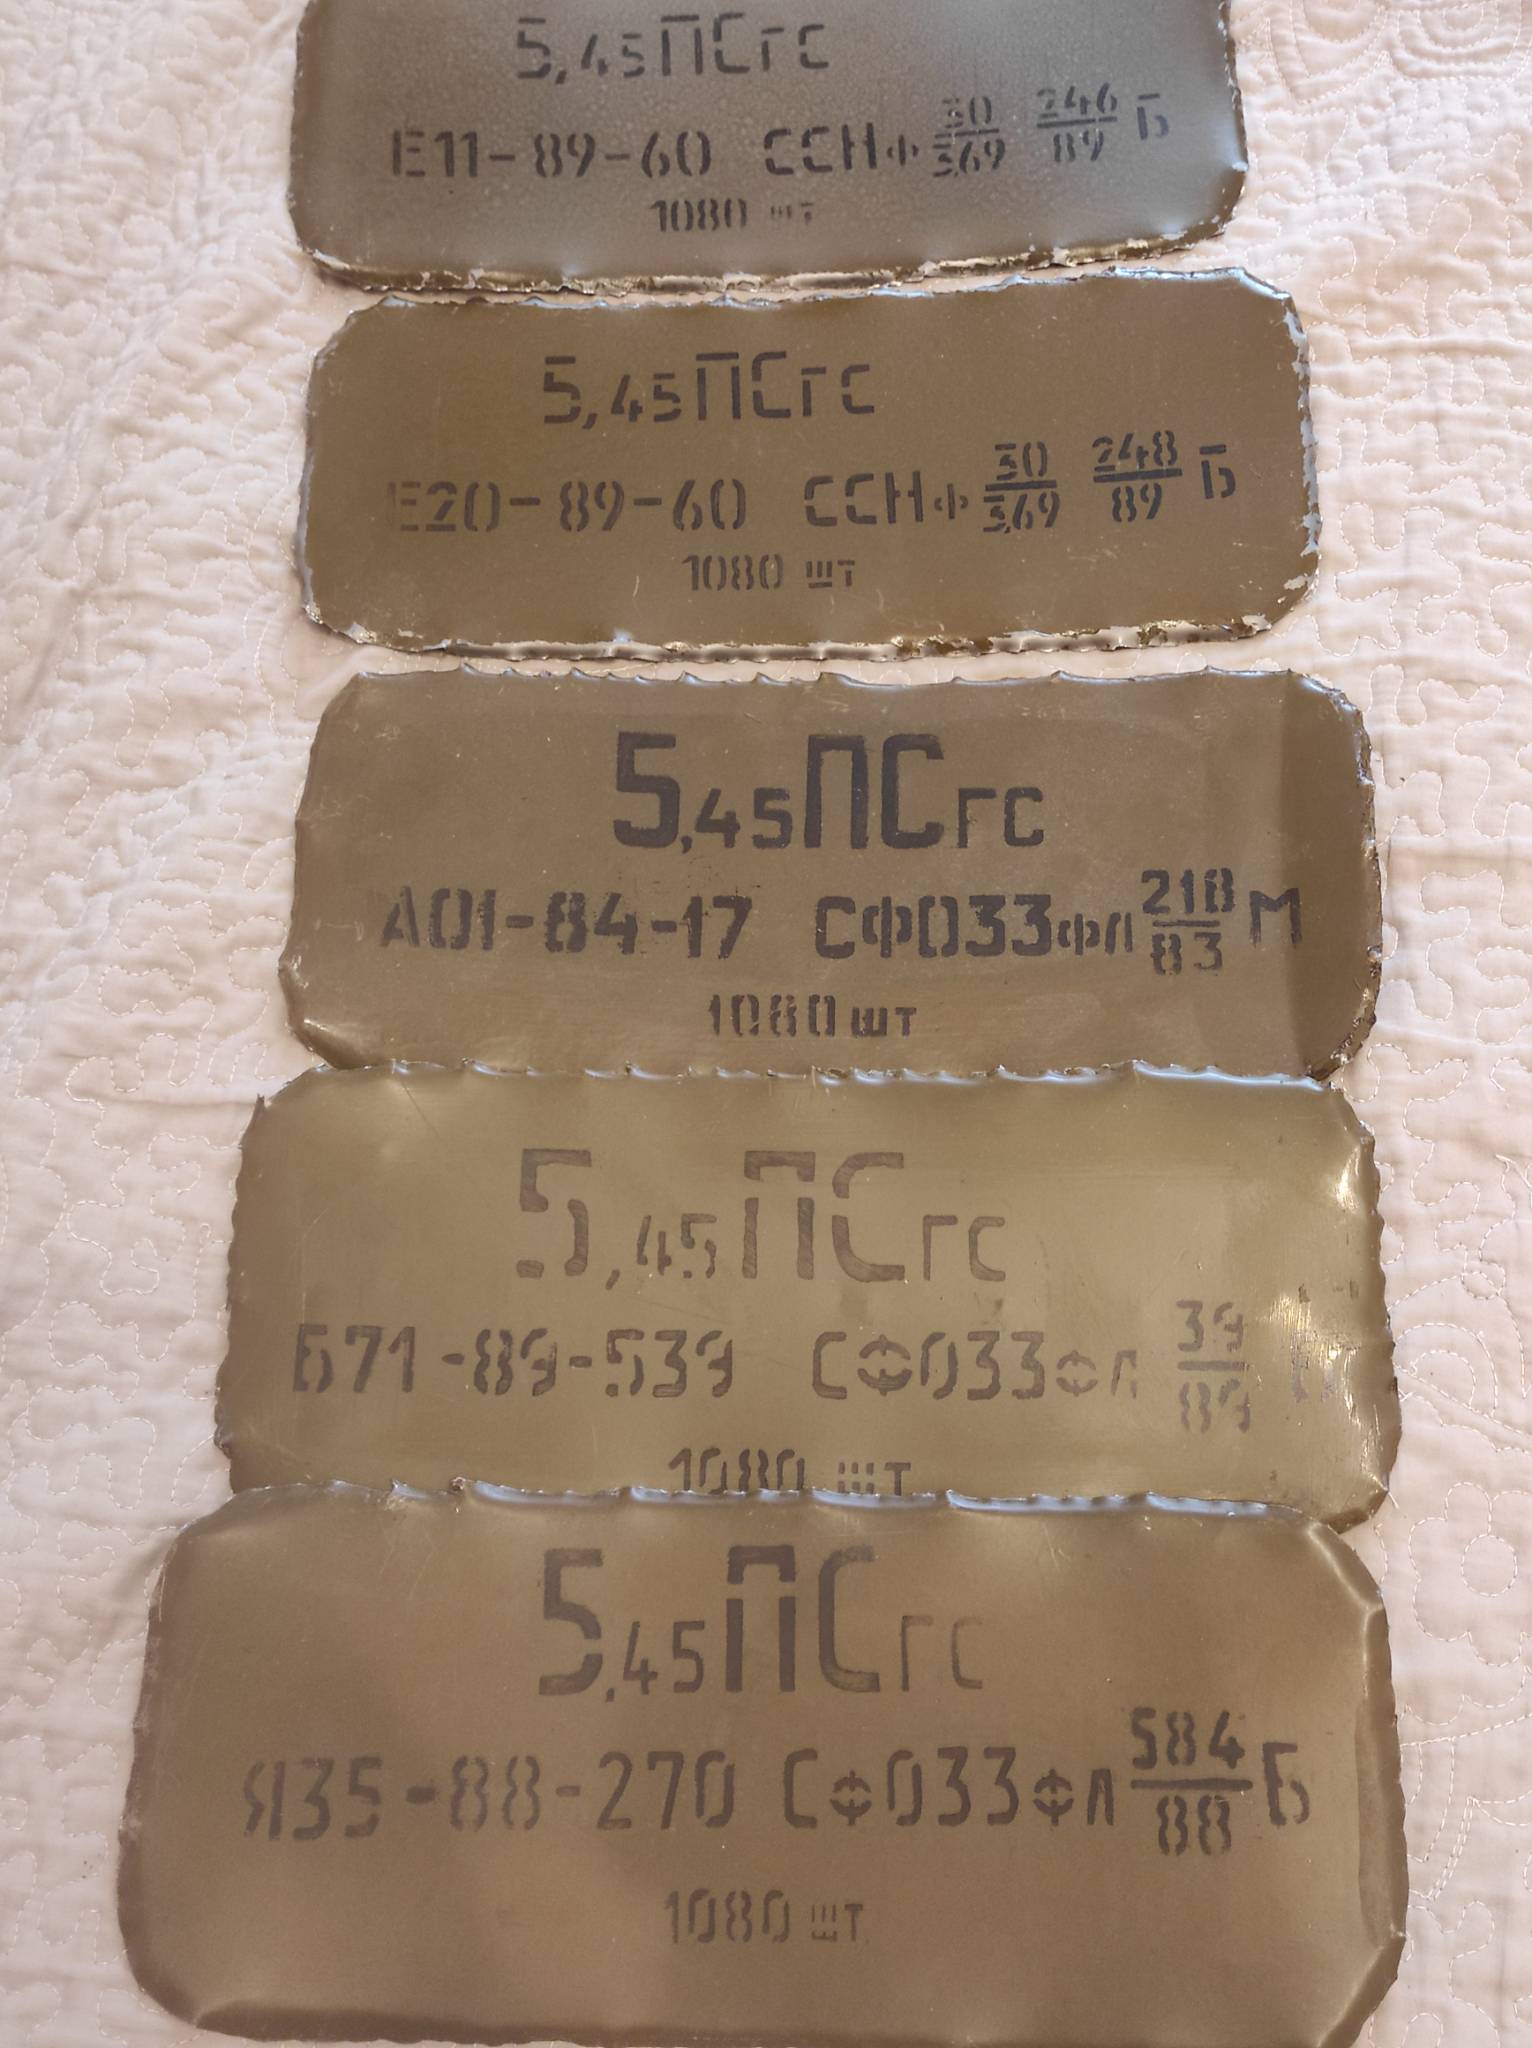 5,45ПСгс
Е11-89-60 ССНф 50/3,69 246/89 Б
1080 шт
5,45ПСгс
Е20-89-60 ССНф 50/3,69 248/89 Б
1080 шт
5,45ПСгс
А01-84-17 СФ033фл 218/83 М
1080 шт
5,45ПСгс
Б71-89-539 СФ033фл 39/89
1080 шт
5,45ПСгс
Я35-88-270 Сф033фл 584/88 Б
1080 шт